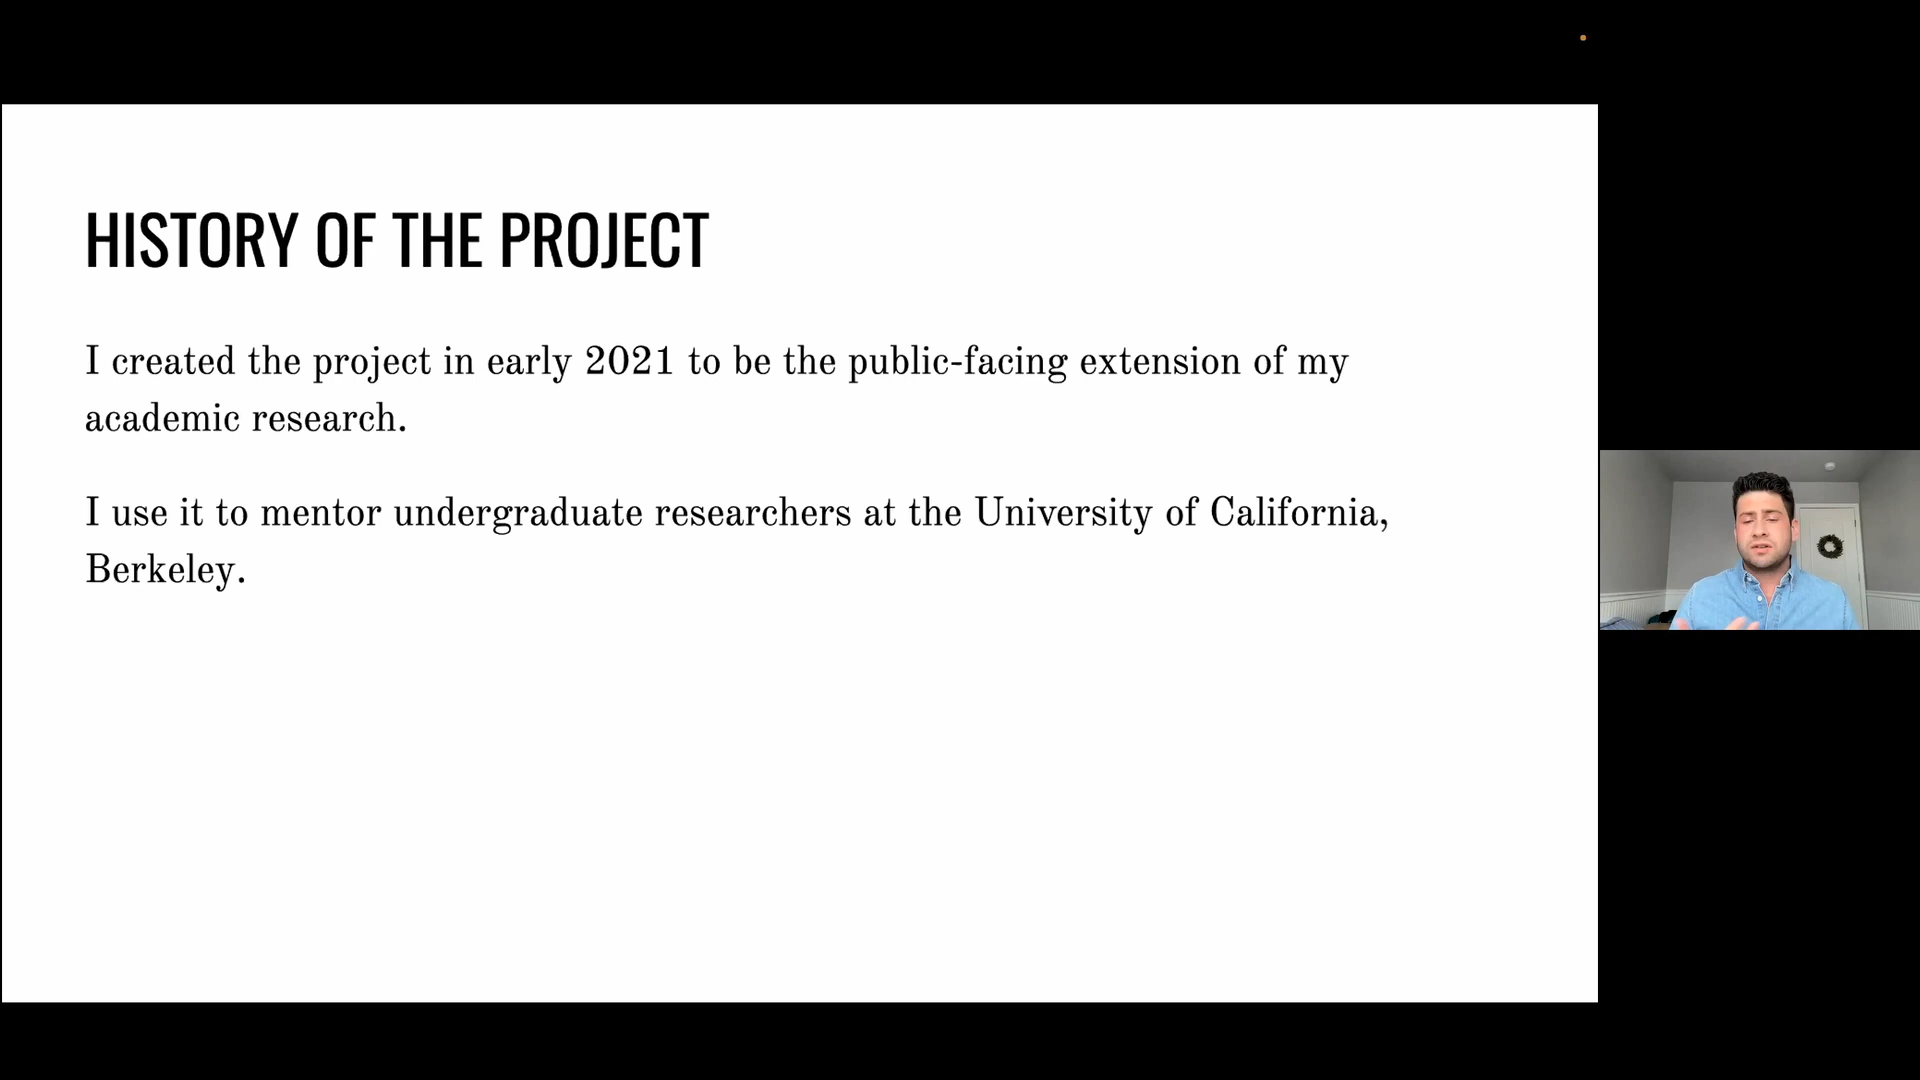 HISTORY OF THE PROJECT
I created the project in early 2021 to be the public-facing extension of my
academic research.
I use it to mentor undergraduate researchers at the University of California,
Berkeley.